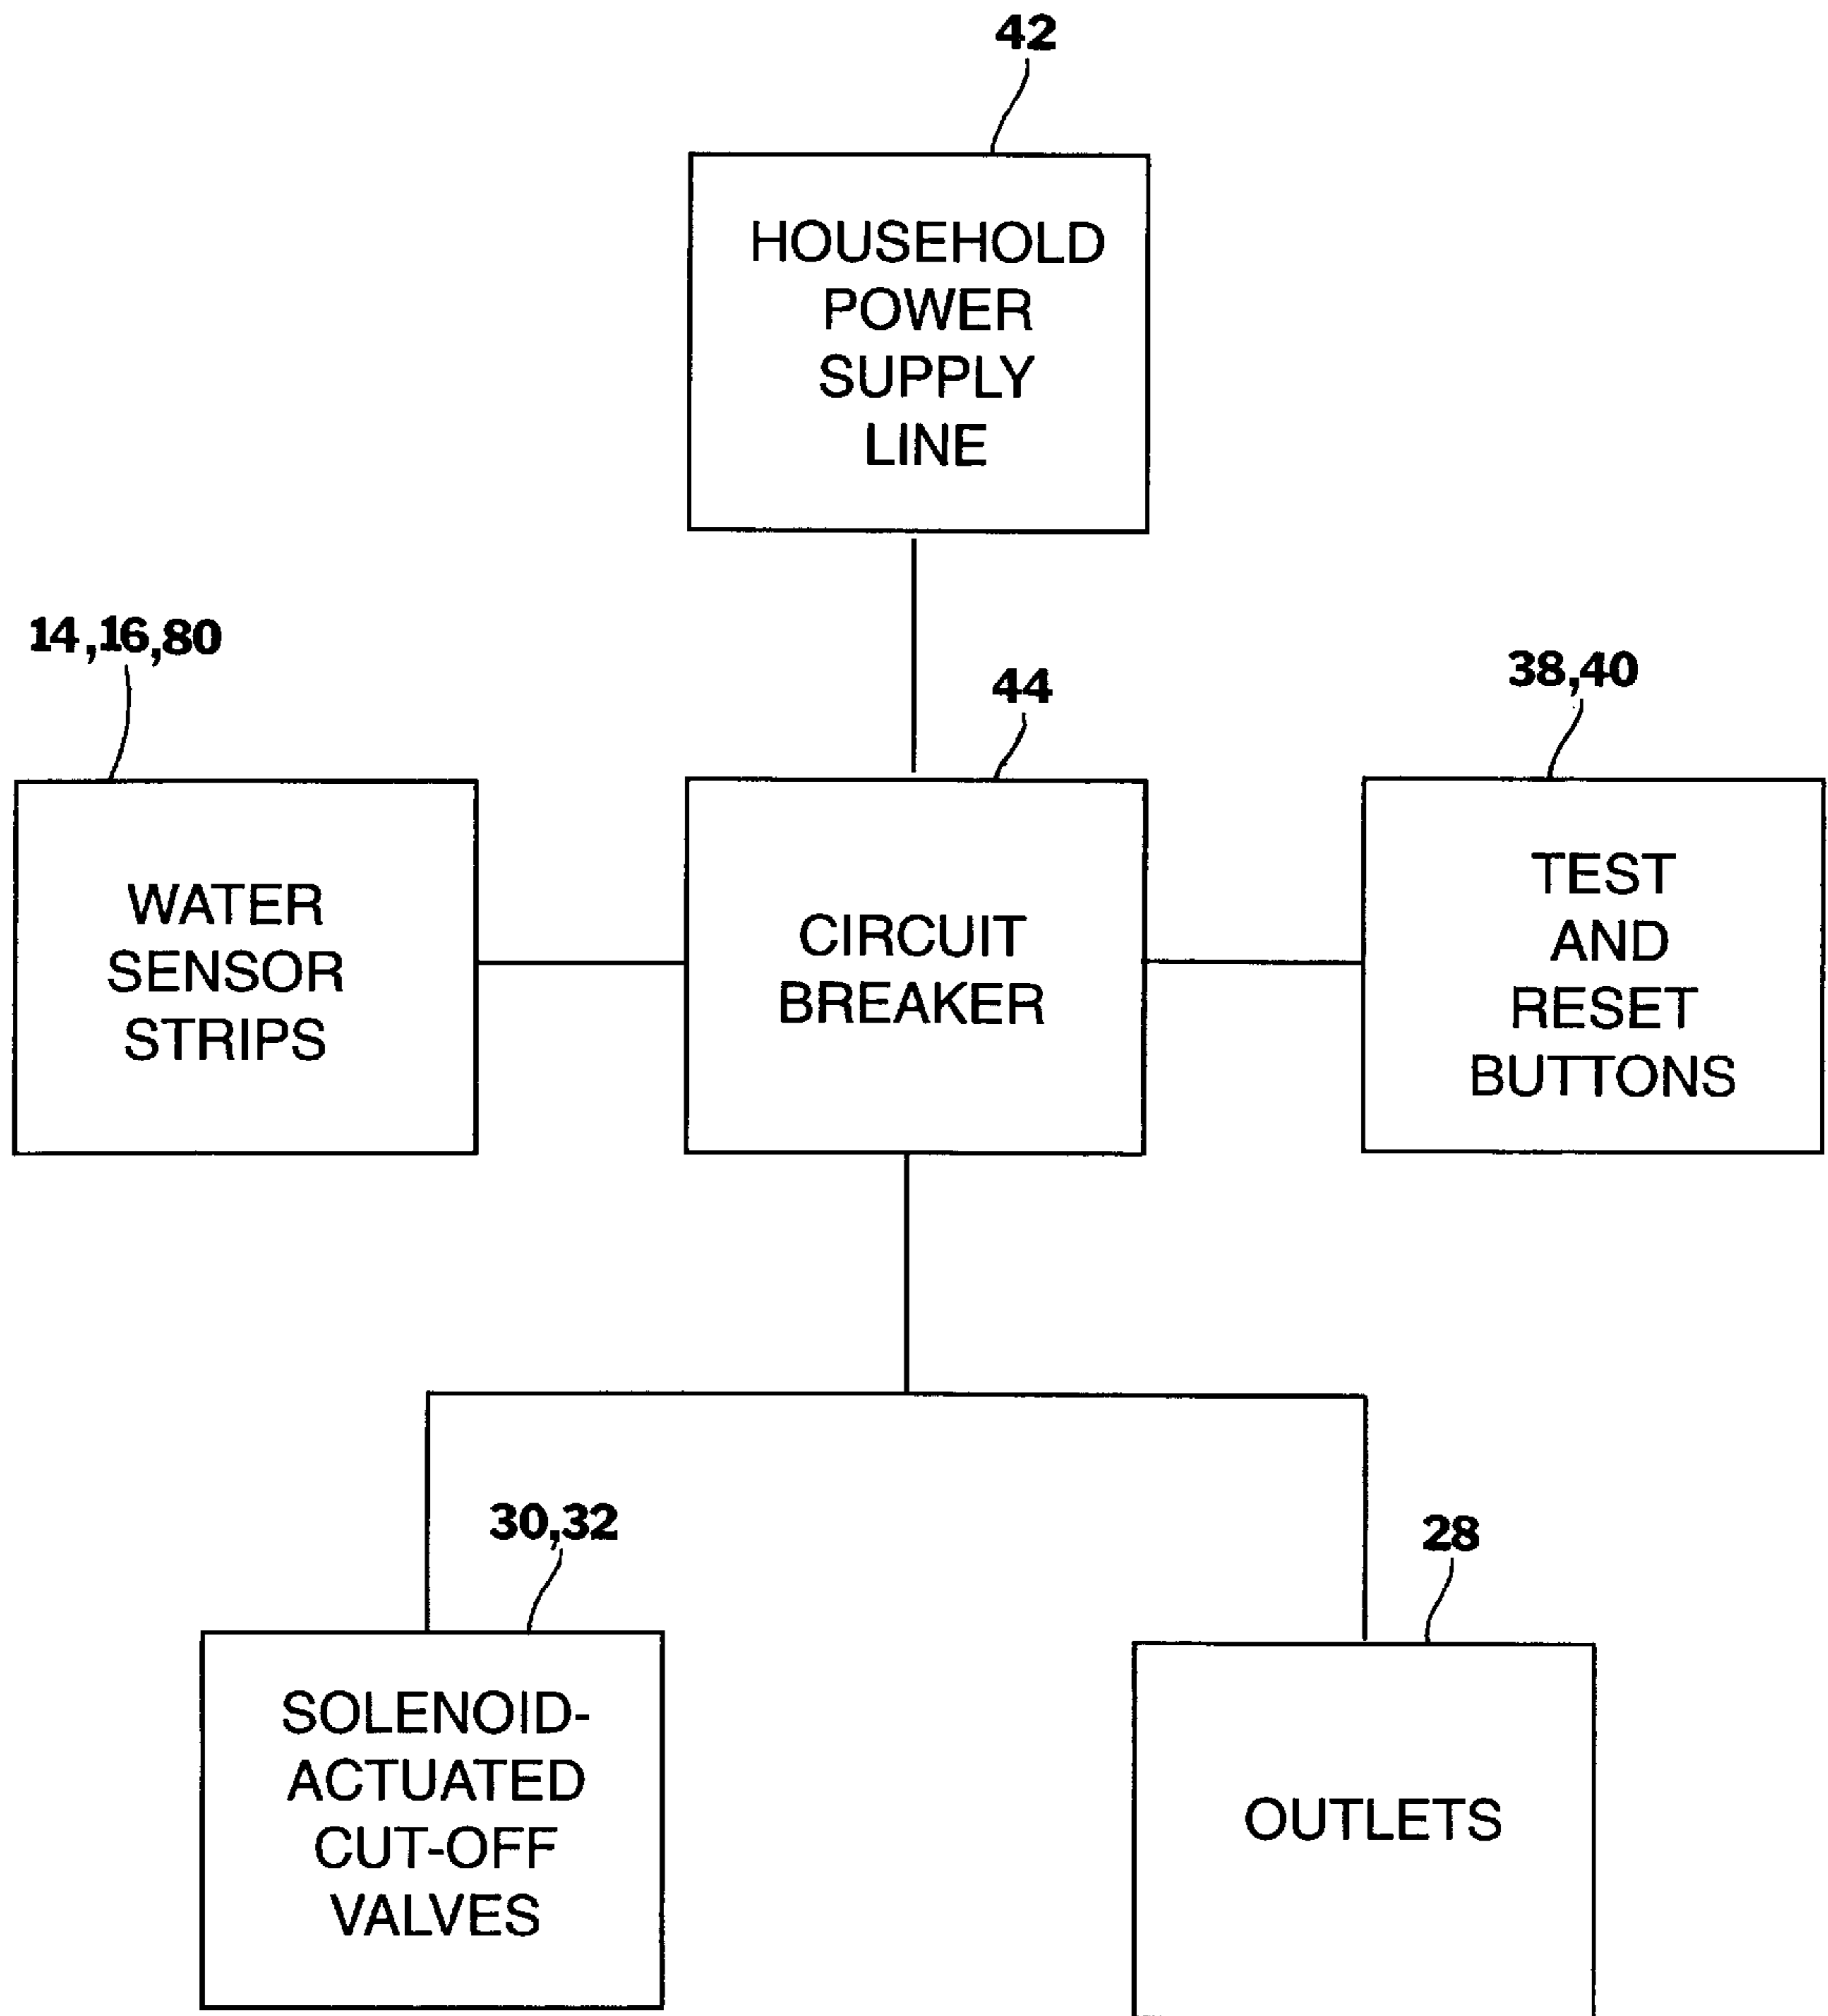 42
HOUSEHOLD
POWER
SUPPLY
LINE
14,16,80
44
38,40
WATER
SENSOR
STRIPS
CIRCUIT
BREAKER
TEST
AND
RESET
BUTTONS
30,32
28
SOLENOID-
ACTUATED
CUT-OFF
VALVES
OUTLETS